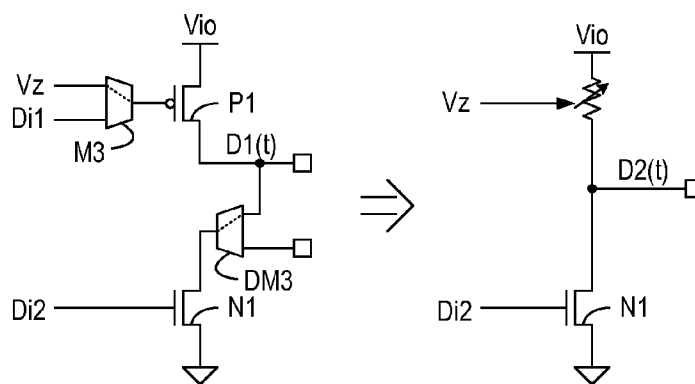 Vio
Vz
Di1
P1
M3
D1(t)
DM3
Di2
N1
Vio
Vz
D2(t)
Di2
N1